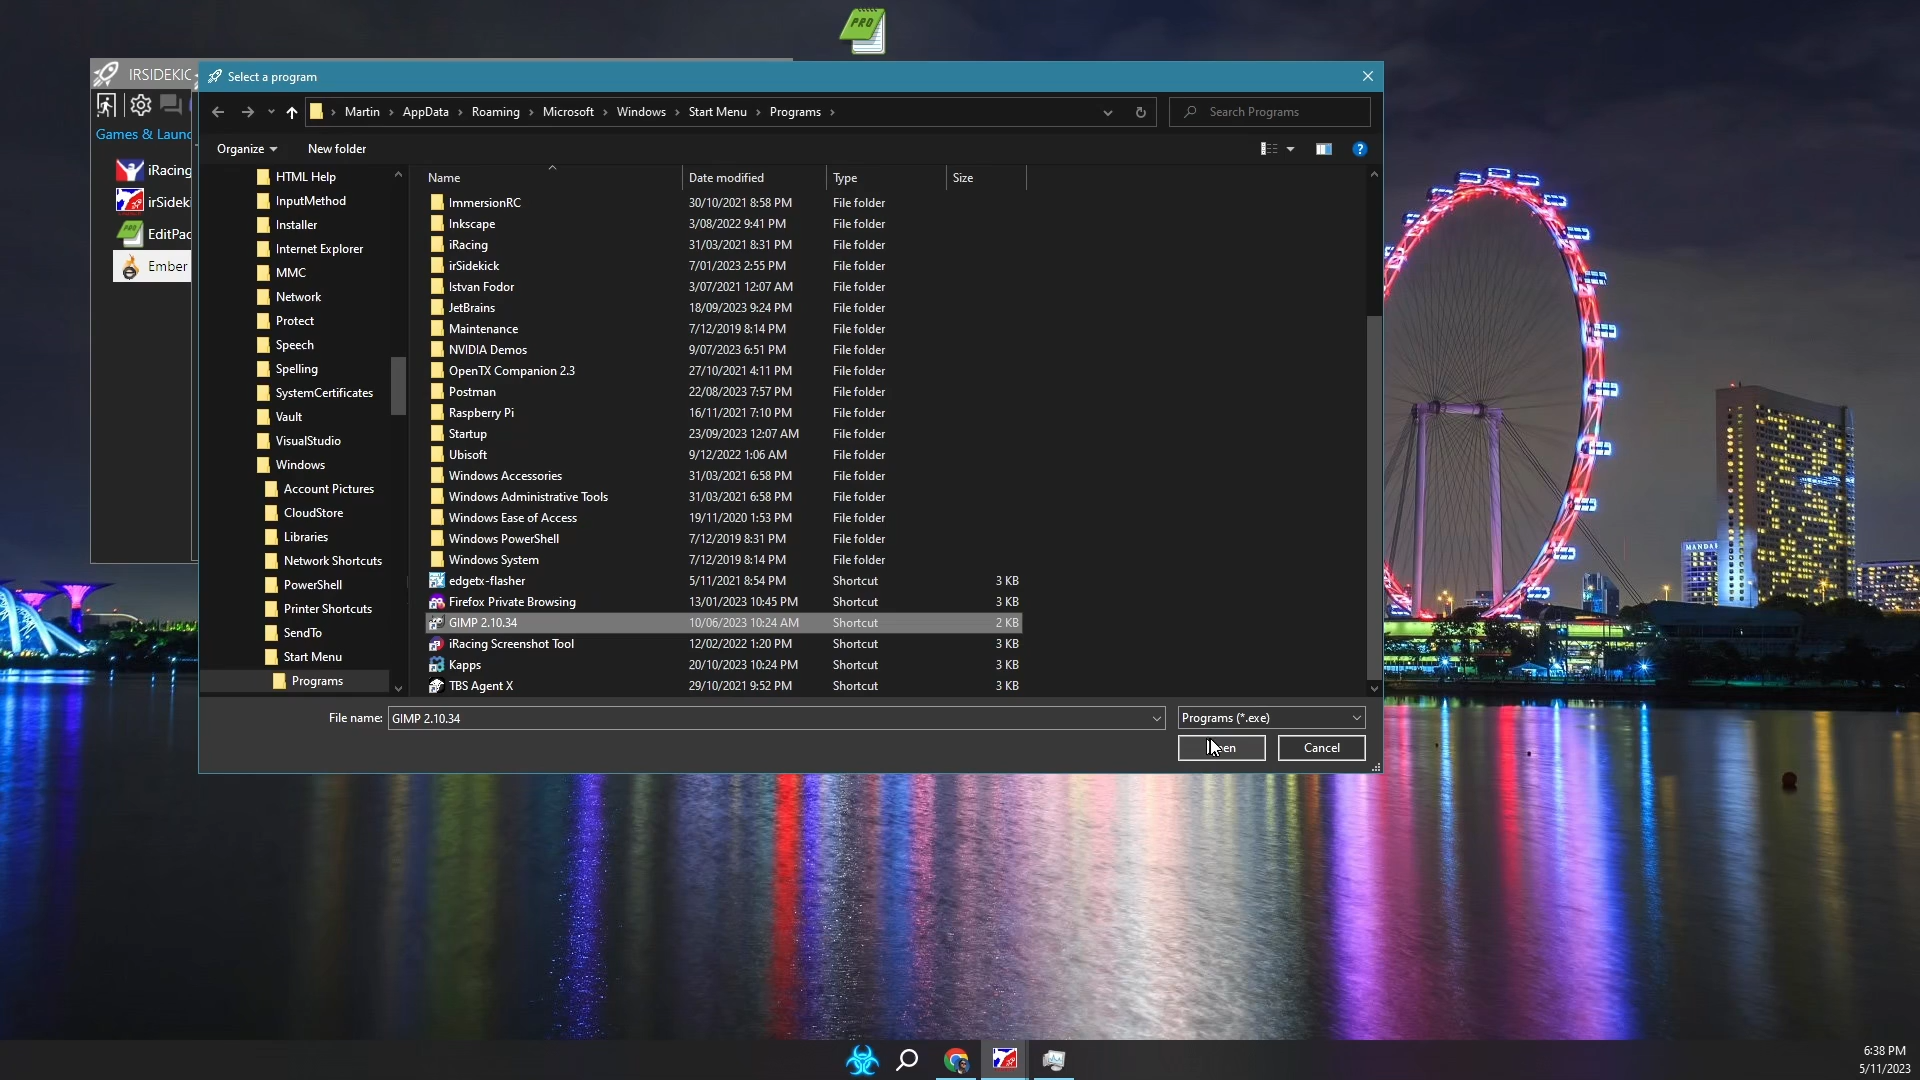 PRO
IRSIDEKIC
Select a program
Martin
AppData
Roaming
Microsoft
Windows
Start Menu
Programs
Search Programs
Games & Launc
Organize
New folder
?
iRacing
irSideki
EditPad
Ember
HTML Help
InputMethod
Installer
Internet Explorer
MMC
Network
Protect
Speech
Spelling
SystemCertificates
Vault
VisualStudio
Windows
Account Pictures
CloudStore
Libraries
Network Shortcuts
PowerShell
Printer Shortcuts
SendTo
Start Menu
Programs
Name Date modified Type Size
ImmersionRC 30/10/2021 8:58 PM File folder
Inkscape 3/08/2022 9:41 PM File folder
iRacing 31/03/2021 8:31 PM File folder
irSidekick 7/01/2023 2:55 PM File folder
Istvan Fodor 3/07/2021 12:07 AM File folder
JetBrains 18/09/2023 9:24 PM File folder
Maintenance 7/12/2019 8:14 PM File folder
NVIDIA Demos 9/07/2023 6:51 PM File folder
OpenTX Companion 2.3 27/10/2021 4:11 PM File folder
Postman 22/08/2023 7:57 PM File folder
Raspberry Pi 16/11/2021 7:10 PM File folder
Startup 23/09/2023 12:07 AM File folder
Ubisoft 9/12/2022 1:06 AM File folder
Windows Accessories 31/03/2021 6:58 PM File folder
Windows Administrative Tools 31/03/2021 6:58 PM File folder
Windows Ease of Access 19/11/2020 1:53 PM File folder
Windows PowerShell 7/12/2019 8:31 PM File folder
Windows System 7/12/2019 8:14 PM File folder
edgetx-flasher 5/11/2021 8:54 PM Shortcut 3 KB
Firefox Private Browsing 13/01/2023 10:45 PM Shortcut 3 KB
GIMP 2.10.34 10/06/2023 10:24 AM Shortcut 2 KB
iRacing Screenshot Tool 12/02/2022 1:20 PM Shortcut 3 KB
Kapps 20/10/2023 10:24 PM Shortcut 3 KB
TBS Agent X 29/10/2021 9:52 PM Shortcut 3 KB
File name: GIMP 2.10.34
Programs (*.exe)
Cancel
MANDAR
6:38 PM
5/11/2023